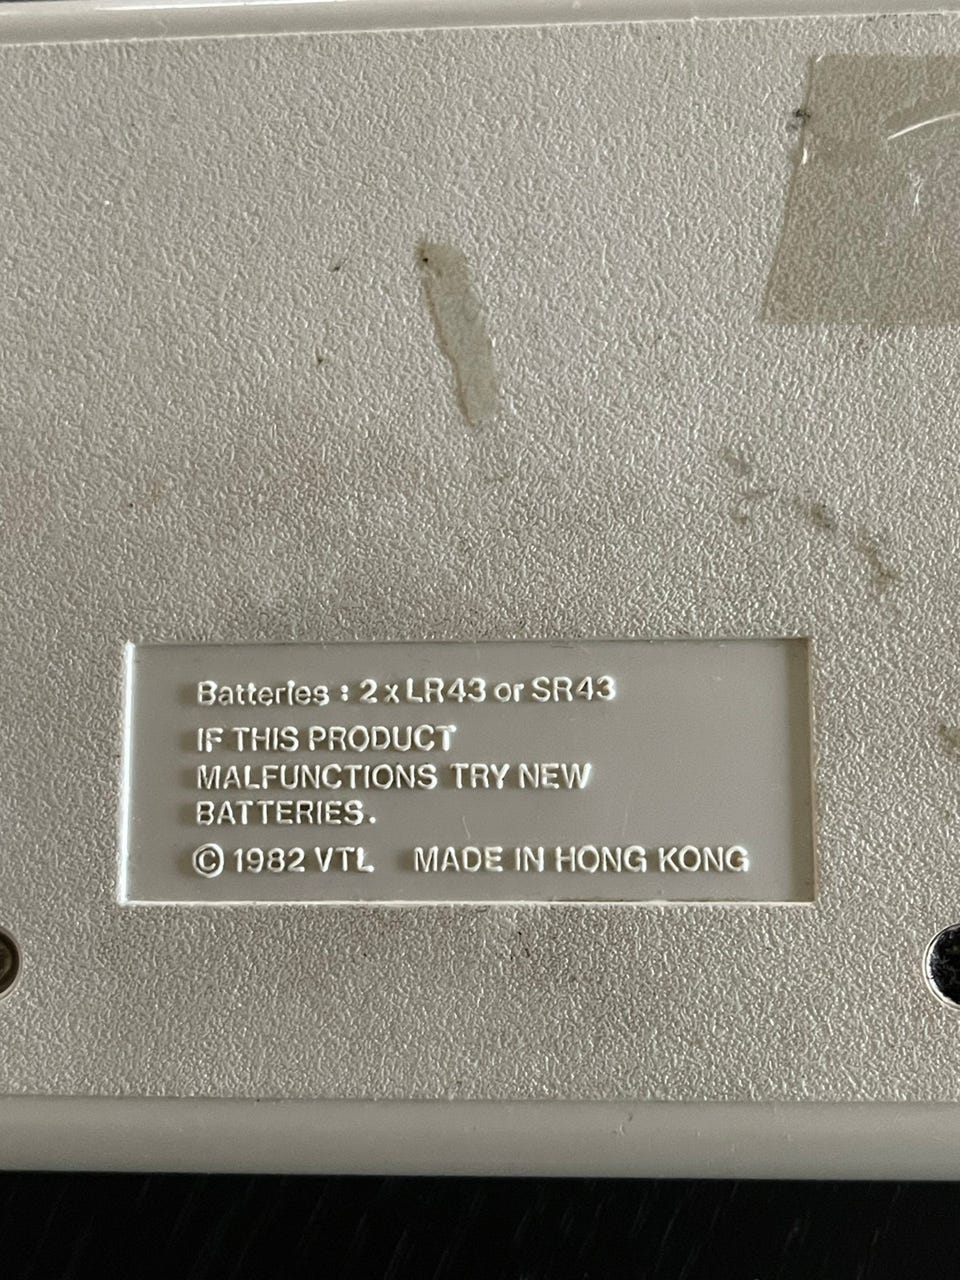 Batteries : 2 x LR43 or SR43
IF THIS PRODUCT
MALFUNCTIONS TRY NEW
BATTERIES.
© 1982 VTL MADE IN HONG KONG